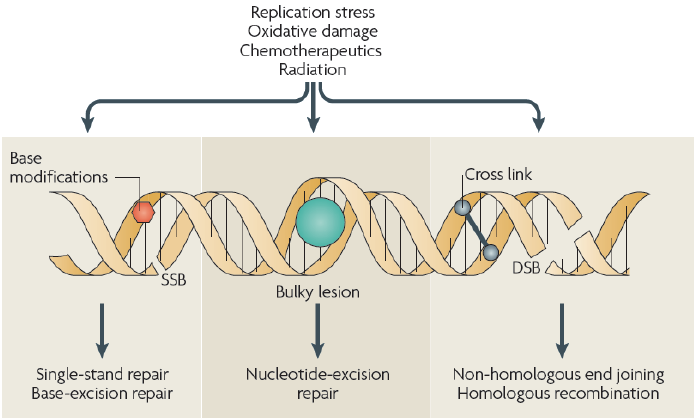 Replication stress
Oxidative damage
Chemotherapeutics
Radiation
Base
modifications
Cross link
SSB
DSB
Bulky lesion
Single-stand repair
Base-excision repair
Nucleotide-excision
repair
Non-homologous end joining
Homologous recombination